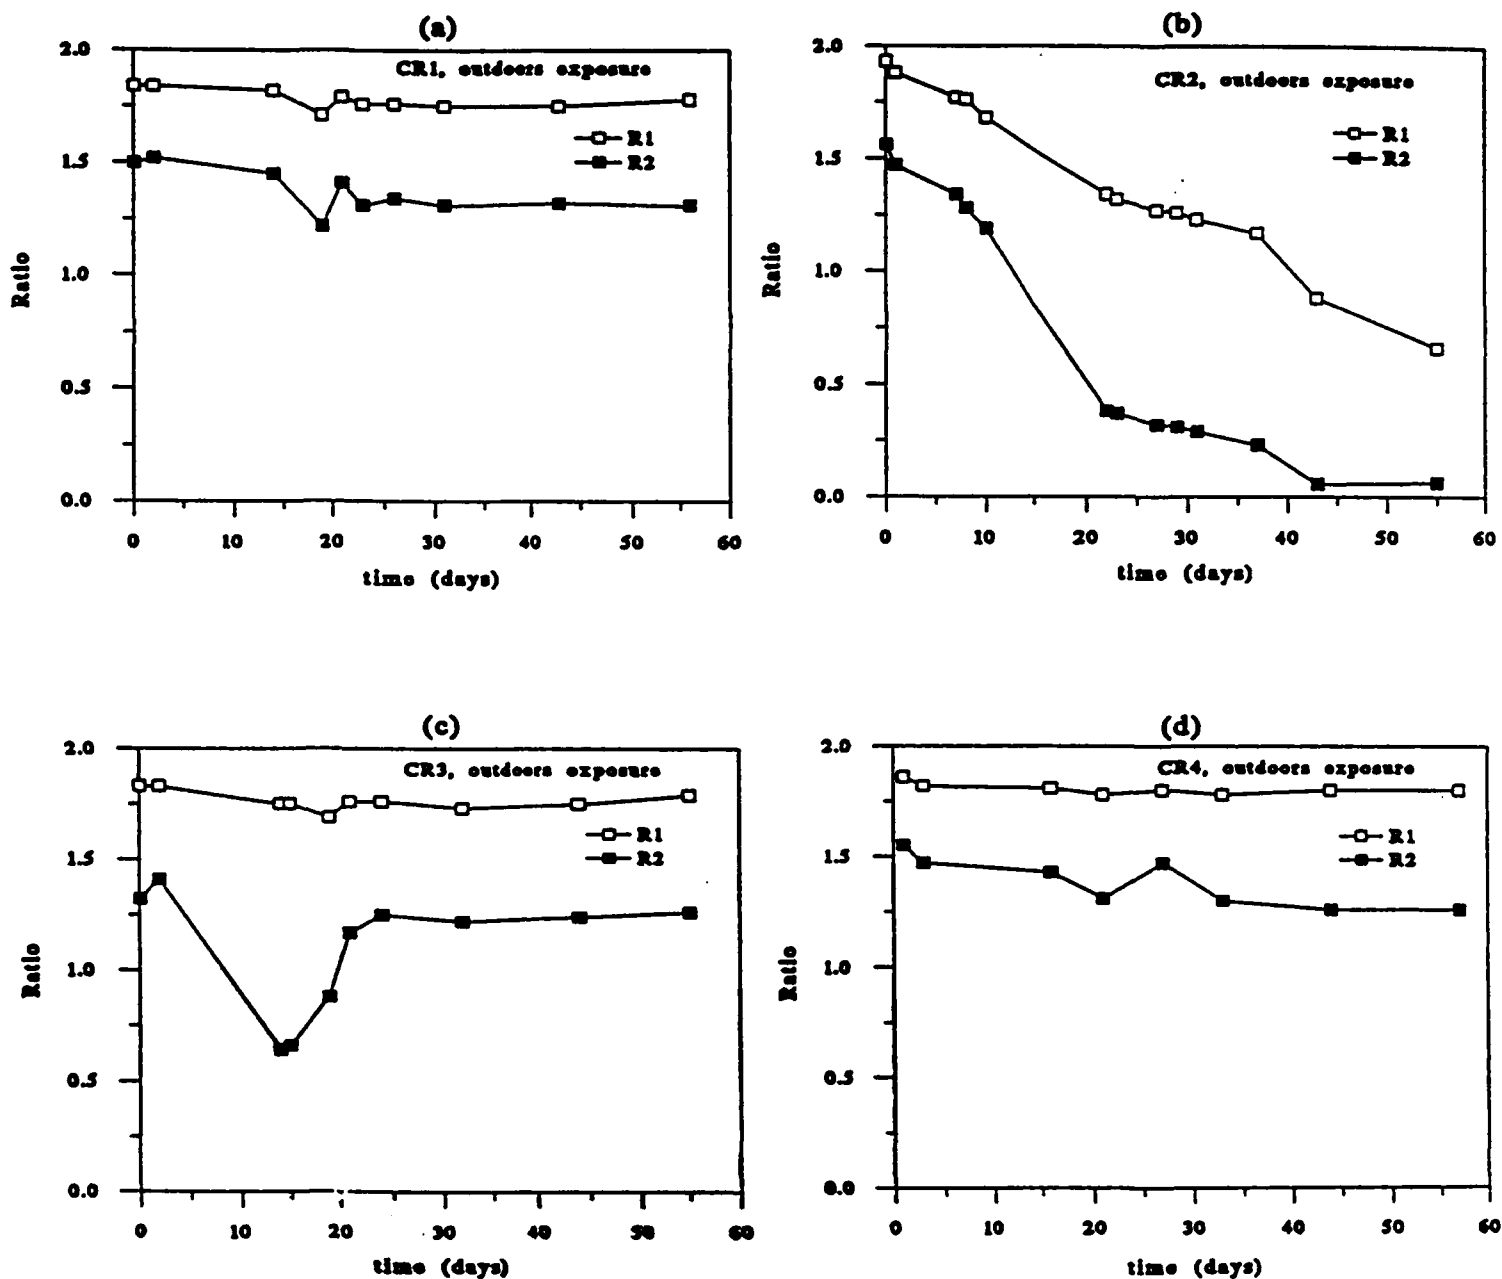 (a)
CR1, outdoors exposure
R1
R2
2.0
1.5
1.0
0.5
0.0
Ratio
0 10 20 30 40 50 60
time (days)
(b)
CR2, outdoors exposure
R1
R2
2.0
1.5
1.0
0.5
0.0
Ratio
0 10 20 30 40 50 60
time (days)
(c)
CR3, outdoors exposure
R1
R2
2.0
1.5
1.0
0.5
0.0
Ratio
0 10 20 30 40 50 60
time (days)
(d)
CR4, outdoors exposure
R1
R2
2.0
1.5
1.0
0.5
0.0
Ratio
0 10 20 30 40 50 60
time (days)